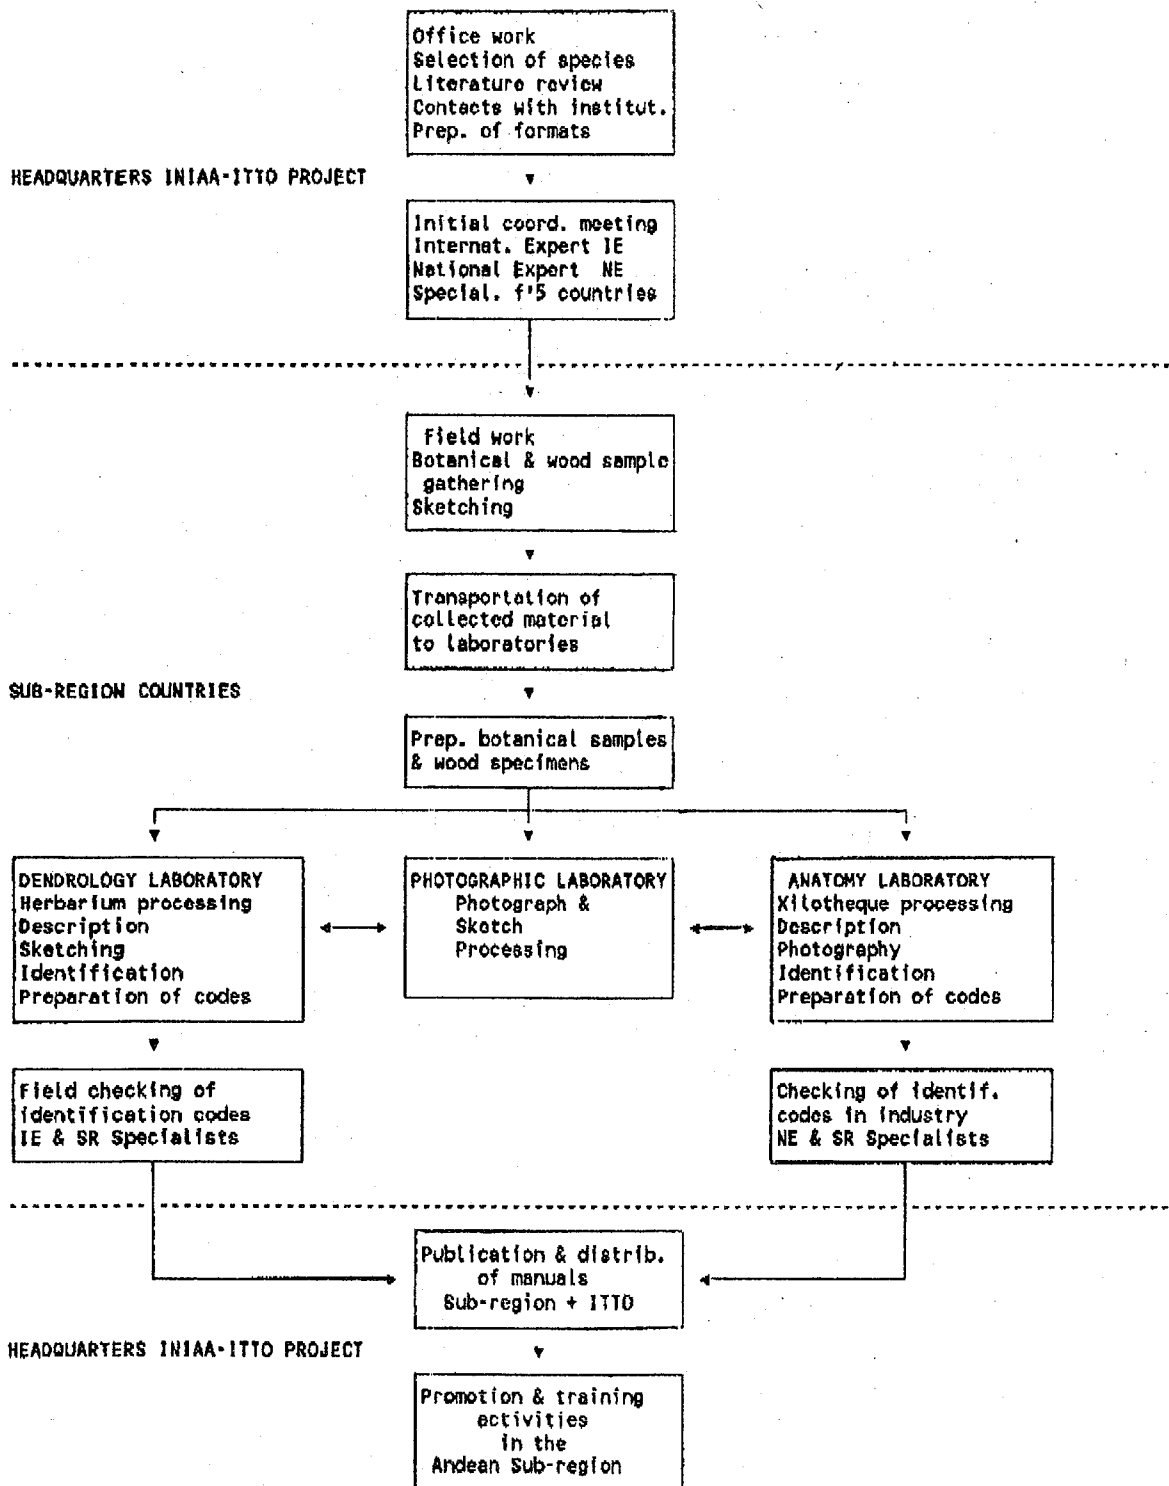 Office work
Selection of species
Literature review
Contacts with institut.
Prep. of formats
HEADQUARTERS INIAA-ITTO PROJECT
Initial coord. meeting
Internat. Expert IE
National Expert NE
Special. f'5 countries
Field work
Botanical & wood sample
gathering
Sketching
Transportation of
collected material
to laboratories
SUB-REGION COUNTRIES
Prep. botanical samples
& wood specimens
DENDROLOGY LABORATORY
Herbarium processing
Description
Sketching
Identification
Preparation of codes
PHOTOGRAPHIC LABORATORY
Photograph &
Sketch
Processing
ANATOMY LABORATORY
Xilotheque processing
Description
Photography
Identification
Preparation of codes
Field checking of
identification codes
IE & SR Specialists
Checking of identif.
codes in industry
NE & SR Specialists
Publication & distrib.
of manuals
Sub-region + ITTO
HEADQUARTERS INIAA-ITTO PROJECT
Promotion & training
activities
in the
Andean Sub-region